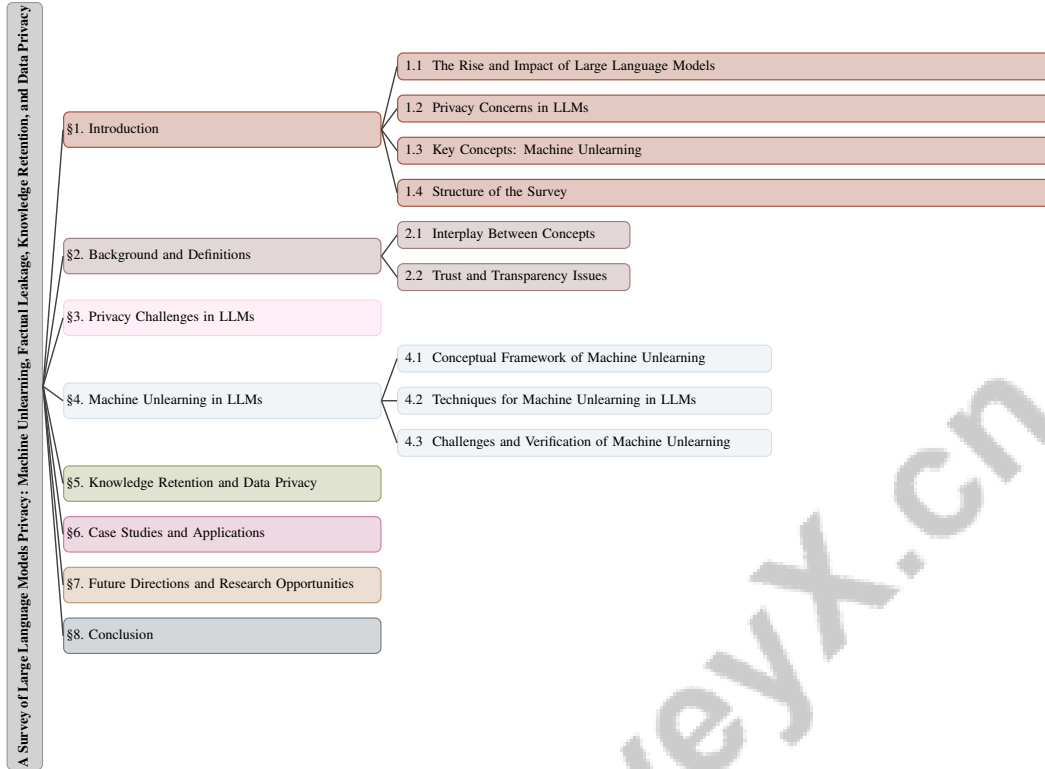 A Survey of Large Language Models Privacy: Machine Unlearning, Factual Leakage, Knowledge Retention, and Data Privacy
§1. Introduction
1.1 The Rise and Impact of Large Language Models
1.2 Privacy Concerns in LLMs
1.3 Key Concepts: Machine Unlearning
1.4 Structure of the Survey
§2. Background and Definitions
2.1 Interplay Between Concepts
2.2 Trust and Transparency Issues
§3. Privacy Challenges in LLMs
§4. Machine Unlearning in LLMs
4.1 Conceptual Framework of Machine Unlearning
4.2 Techniques for Machine Unlearning in LLMs
4.3 Challenges and Verification of Machine Unlearning
§5. Knowledge Retention and Data Privacy
§6. Case Studies and Applications
§7. Future Directions and Research Opportunities
§8. Conclusion
veyx.cn